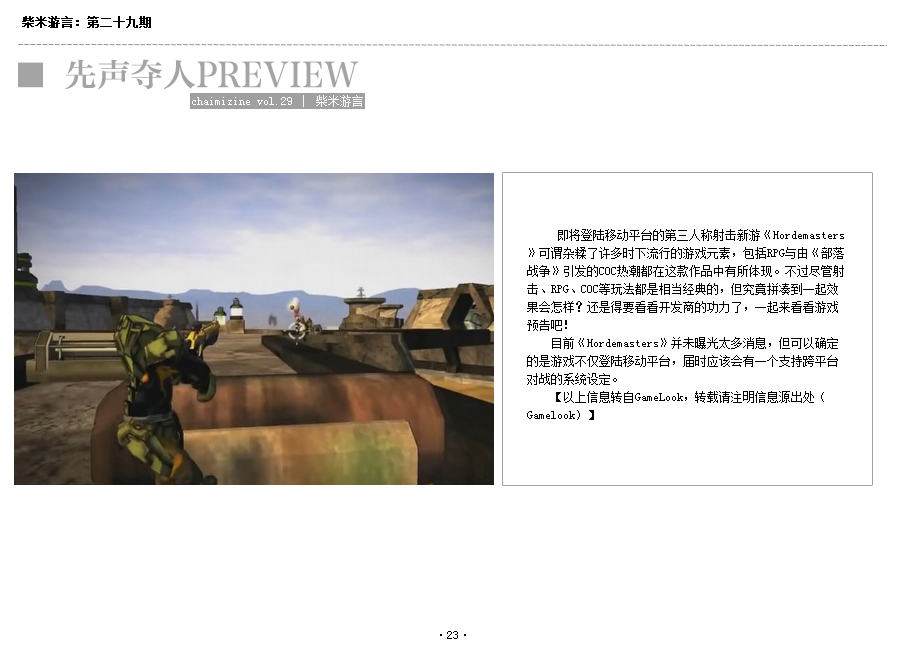 柴米游言：第二十九期
先声夺人PREVIEW
chaimizine vol.29 | 柴米游言
即将登陆移动平台的第三人称射击新游《Hordemasters
》可谓杂糅了许多时下流行的游戏元素，包括RPG与由《部落
战争》引发的COC热潮都在这款作品中有所体现。不过尽管射
击、RPG、COC等玩法都是相当经典的，但究竟拼凑到一起效
果会怎样？还是得要看看开发商的功力了，一起来看看游戏
预告吧！
目前《Hordemasters》并未曝光太多消息，但可以确定
的是游戏不仅登陆移动平台，届时应该会有一个支持跨平台
对战的系统设定。
【以上信息转自GameLook，转载请注明信息源出处（
Gamelook）】
·23·